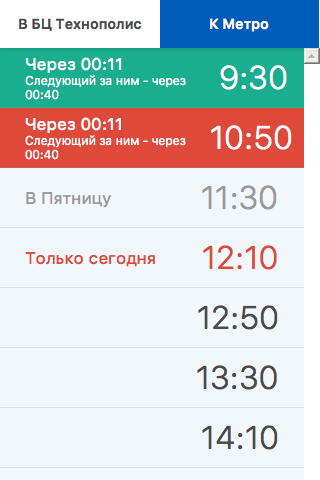 В БЦ Технополис
К Метро
Через 00:11
Следующий за ним - через
00:40
9:30
Через 00:11
Следующий за ним - через
00:40
10:50
В Пятницу
11:30
Только сегодня
12:10
12:50
13:30
14:10